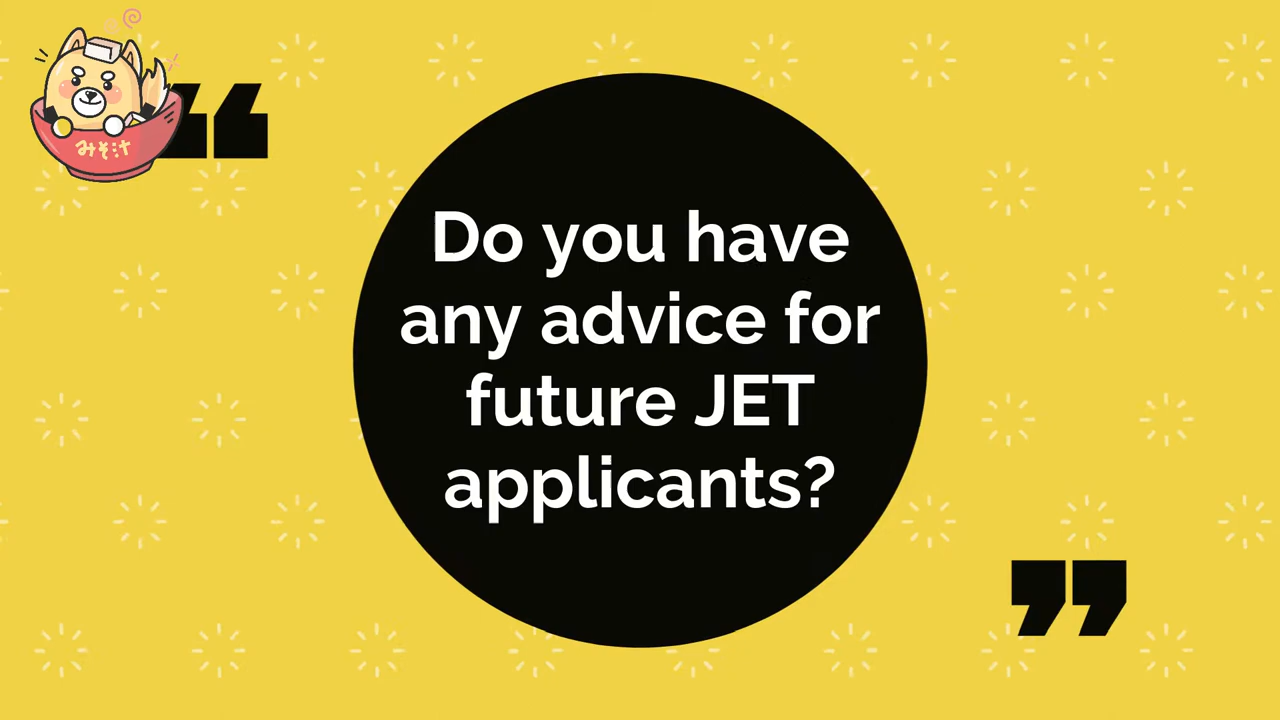 みそ汁
Do you have
any advice for
future JET
applicants?